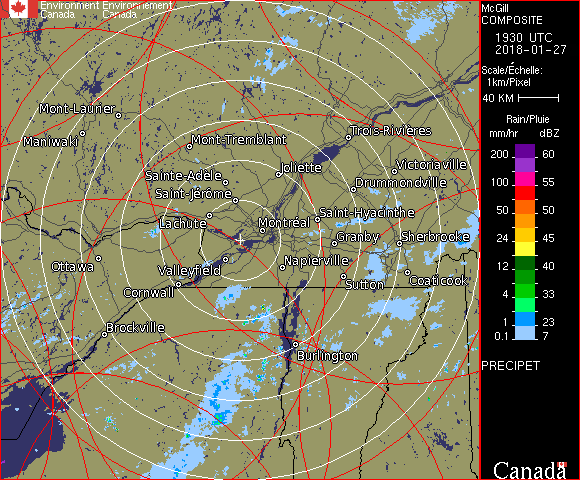 Environment Environnement
Canada Canada
McGill
COMPOSITE
1930 UTC
2018-01-27
Scale/Échelle:
1km/Pixel
40 KM
Rain/Pluie
mm/hr dBZ
200 60
150 57
100 55
50 50
24 45
12 40
4 33
1 23
0.1 7
PRECIPET
Canada
Mont-Laurier
Maniwaki
Mont-Tremblant
Trois-Rivières
Joliette
Victoriaville
Sainte-Adèle
Drummondville
Saint-Jérôme
Saint-Hyacinthe
Lachute
Montréal
Granby
Sherbrooke
Ottawa
Valleyfield
Napierville
Cornwall
Sutton
Coaticook
Brockville
Burlington